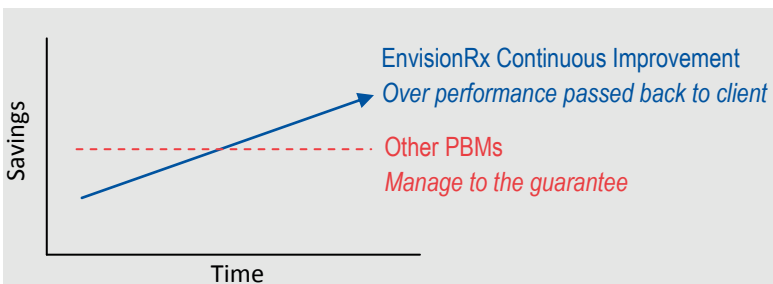 EnvisionRx Continuous Improvement
Over performance passed back to client
Other PBMs
Manage to the guarantee
Savings
Time